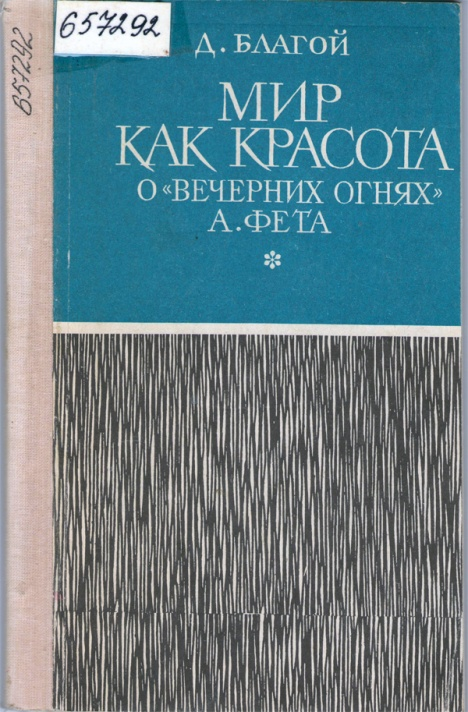 657292
657292
Д. БЛАГОЙ
МИР
КАК КРАСОТА
О «ВЕЧЕРНИХ ОГНЯХ»
А. ФЕТА